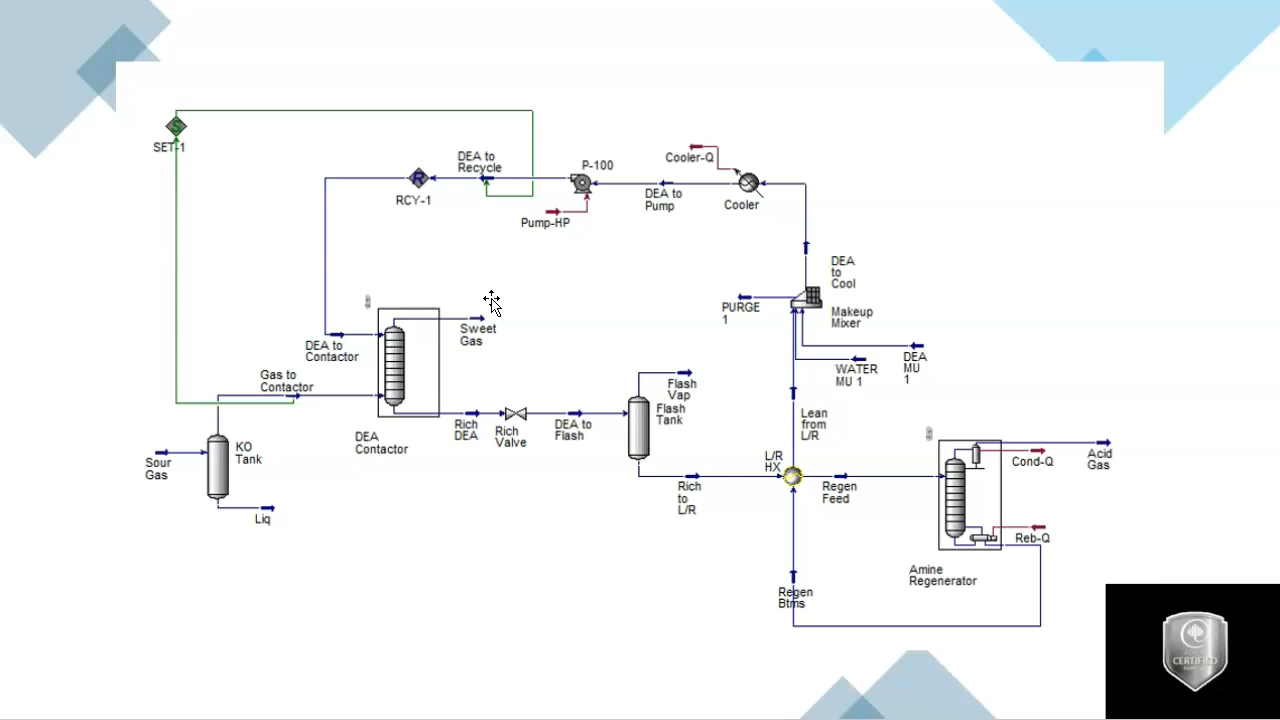 SET-1
DEA to
Recycle
RCY-1
P-100
Pump-HP
Cooler-Q
DEA to
Pump
Cooler
DEA
to
Cool
PURGE
1
Makeup
Mixer
WATER
MU 1
DEA
MU
1
DEA to
Contactor
Sweet
Gas
Gas to
Contactor
DEA
Contactor
Rich
DEA
Rich
Valve
DEA to
Flash
Flash
Vap
Flash
Tank
Lean
from
L/R
Sour
Gas
KO
Tank
Liq
Rich
to
L/R
L/R
HX
Regen
Feed
Cond-Q
Acid
Gas
Reb-Q
Amine
Regenerator
Regen
Btms
S
R
CERTIFIED